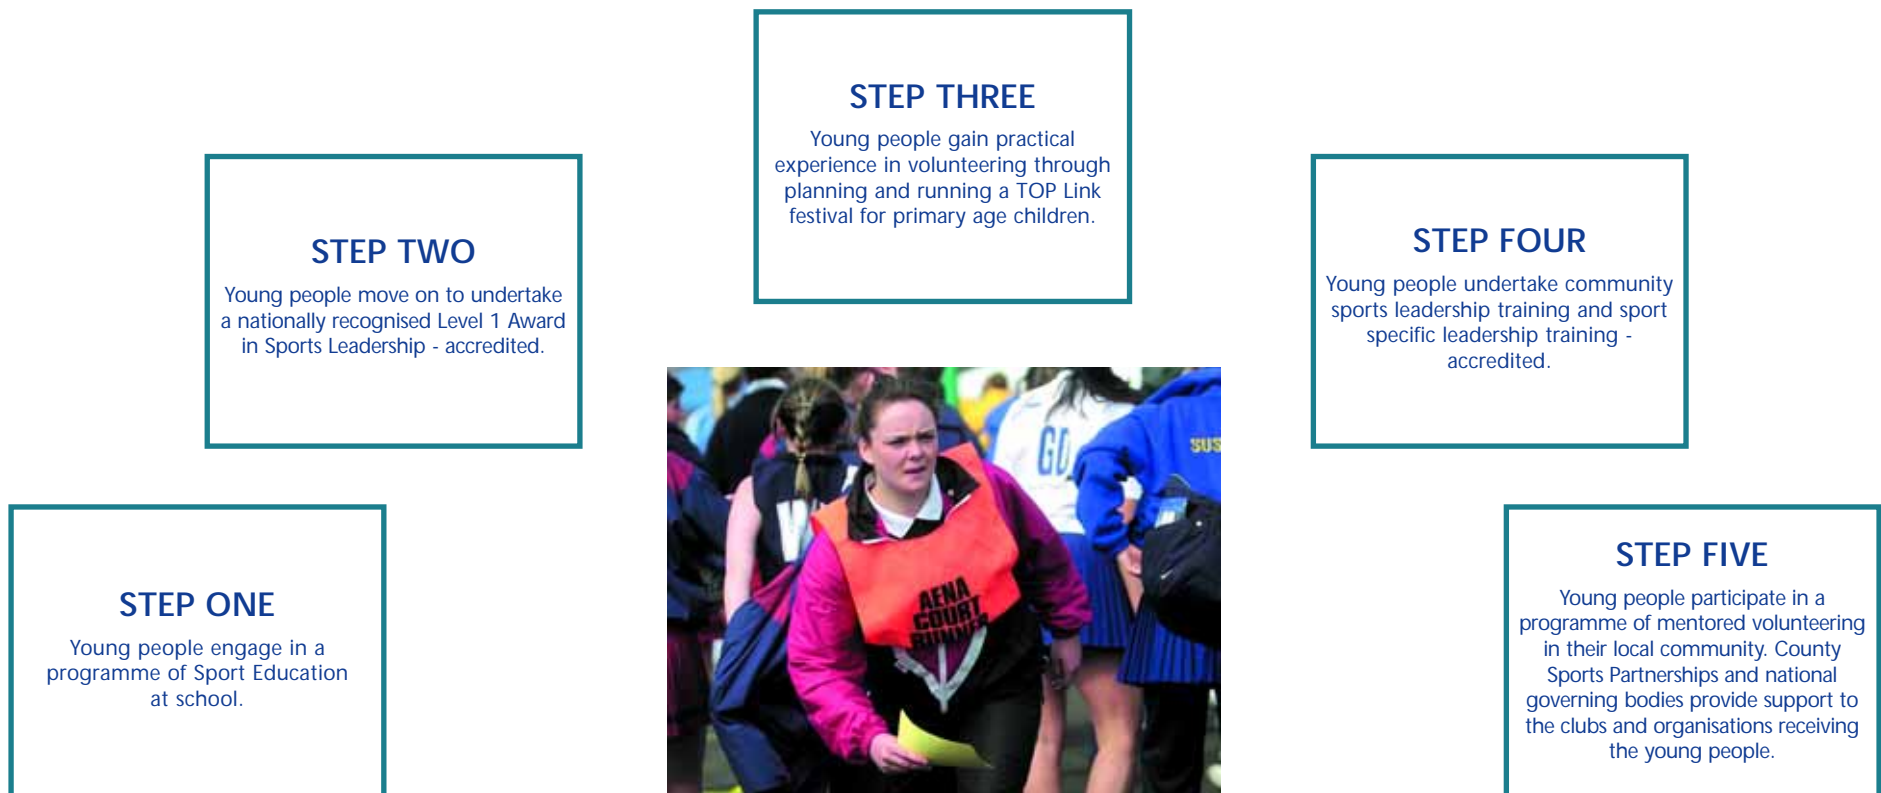 STEP THREE
Young people gain practical
experience in volunteering through
planning and running a TOP Link
festival for primary age children.
STEP TWO
Young people move on to undertake
a nationally recognised Level 1 Award
in Sports Leadership - accredited.
STEP FOUR
Young people undertake community
sports leadership training and sport
specific leadership training -
accredited.
STEP ONE
Young people engage in a
programme of Sport Education
at school.
STEP FIVE
Young people participate in a
programme of mentored volunteering
in their local community. County
Sports Partnerships and national
governing bodies provide support to
the clubs and organisations receiving
the young people.
GD
SUS
AENA
COURT
RUNNER